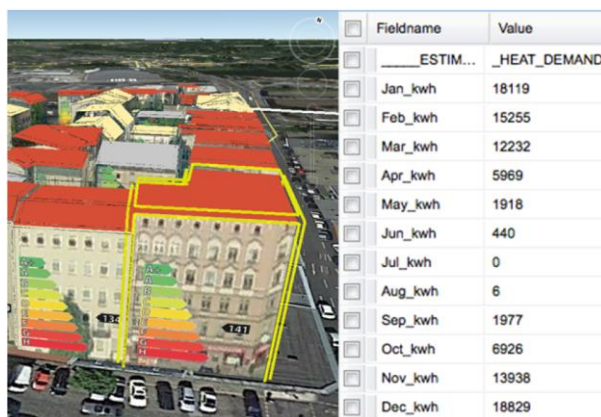 N
A+
A
B
C
D
E
F
G
H
134
A+
A
B
C
D
E
F
G
H
141
Fieldname Value
_____ESTIM... _HEAT_DEMAND
Jan_kwh 18119
Feb_kwh 15255
Mar_kwh 12232
Apr_kwh 5969
May_kwh 1918
Jun_kwh 440
Jul_kwh 0
Aug_kwh 6
Sep_kwh 1977
Oct_kwh 6926
Nov_kwh 13938
Dec_kwh 18829